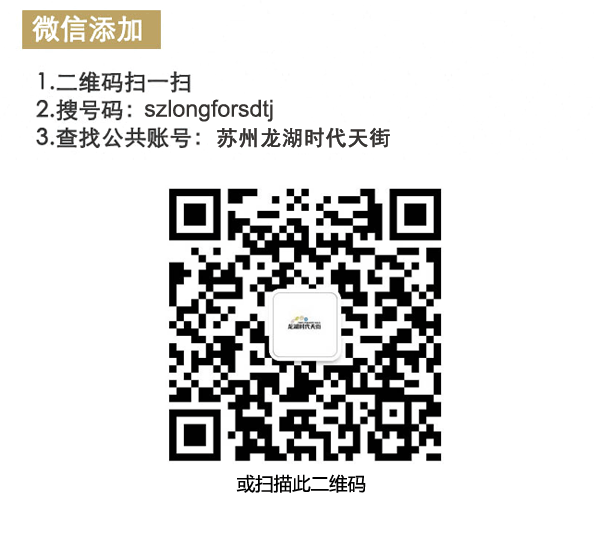 微信添加
1.二维码扫一扫
2.搜号码：szlongforsdtj
3.查找公共账号：苏州龙湖时代天街
龙湖时代天街
或扫描此二维码